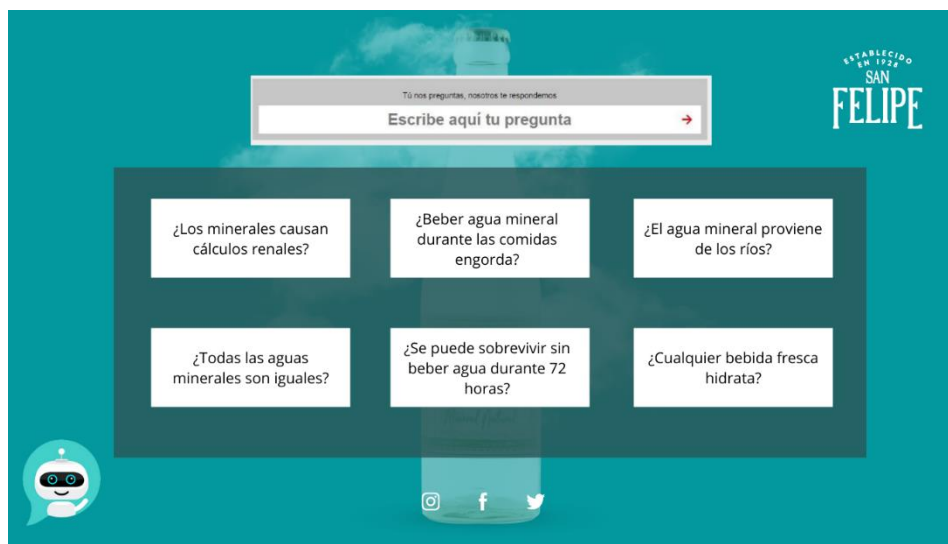 ESTABLECIDO
EN 1928
SAN
FELIPE
Tú nos preguntas, nosotros te respondemos
Escribe aquí tu pregunta
¿Los minerales causan
cálculos renales?
¿Beber agua mineral
durante las comidas
engorda?
¿El agua mineral proviene
de los ríos?
¿Todas las aguas
minerales son iguales?
¿Se puede sobrevivir sin
beber agua durante 72
horas?
¿Cualquier bebida fresca
hidrata?
Mineral Natural